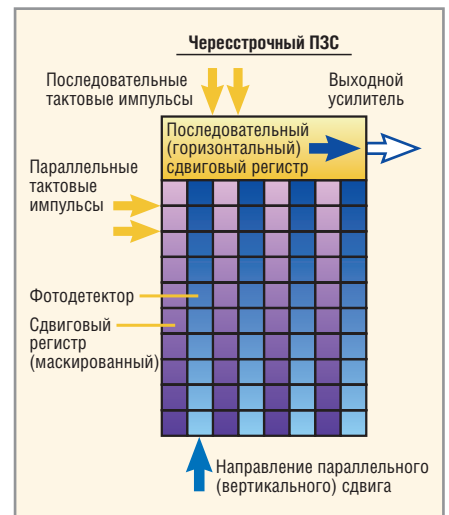 Чересстрочный ПЗС
Последовательные
тактовые импульсы
Выходной
усилитель
Последовательный
(горизонтальный)
сдвиговый регистр
Параллельные
тактовые
импульсы
Фотодетектор
Сдвиговый
регистр
(маскированный)
Направление параллельного
(вертикального) сдвига